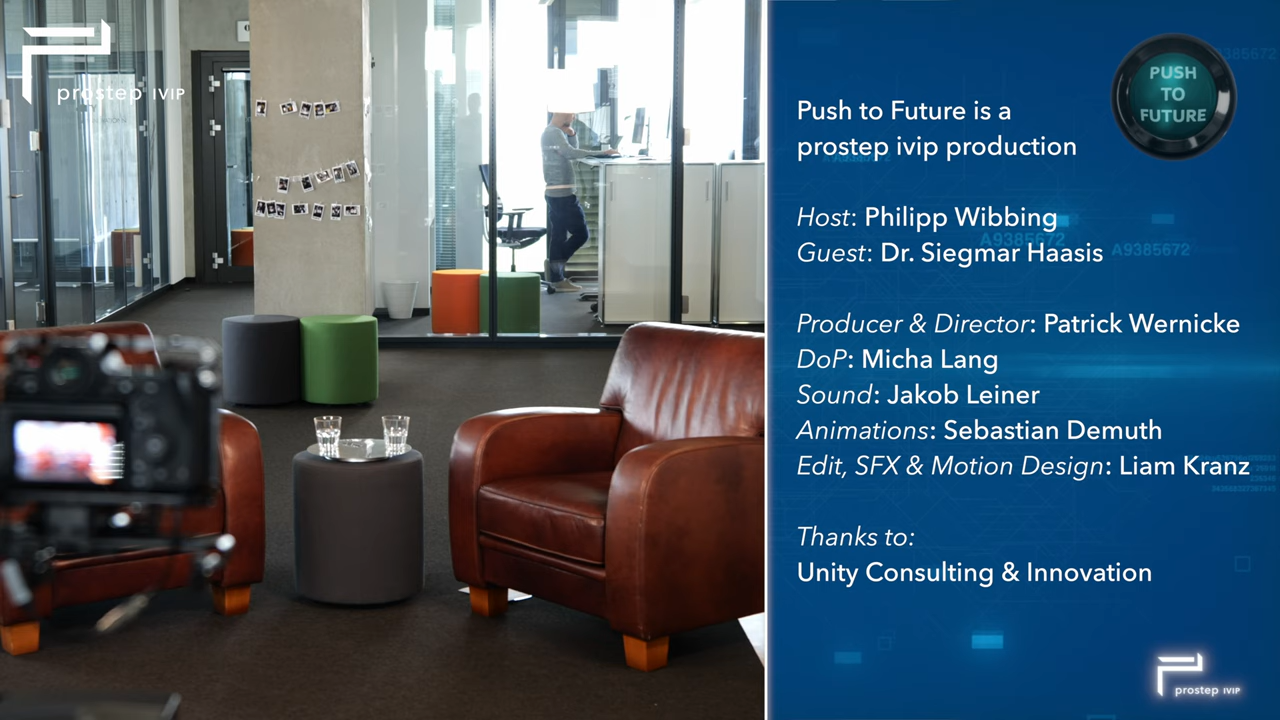 prostep IVIP
PUSH
TO
FUTURE
Push to Future is a
prostep ivip production
Host: Philipp Wibbing
Guest: Dr. Siegmar Haasis
Producer & Director: Patrick Wernicke
DoP: Micha Lang
Sound: Jakob Leiner
Animations: Sebastian Demuth
Edit, SFX & Motion Design: Liam Kranz
Thanks to:
Unity Consulting & Innovation
A9385672
A9385672
prostep IVIP